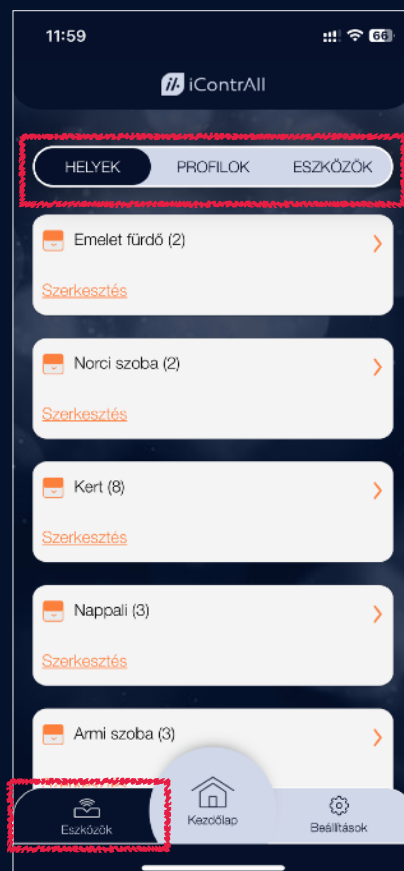 11:59 66
iContrAll
HELYEK PROFILOK ESZKÖZÖK
Emelet fürdő (2)
Szerkesztés
Norci szoba (2)
Szerkesztés
Kert (8)
Szerkesztés
Nappali (3)
Szerkesztés
Armi szoba (3)
Eszközök Kezdőlap Beállítások